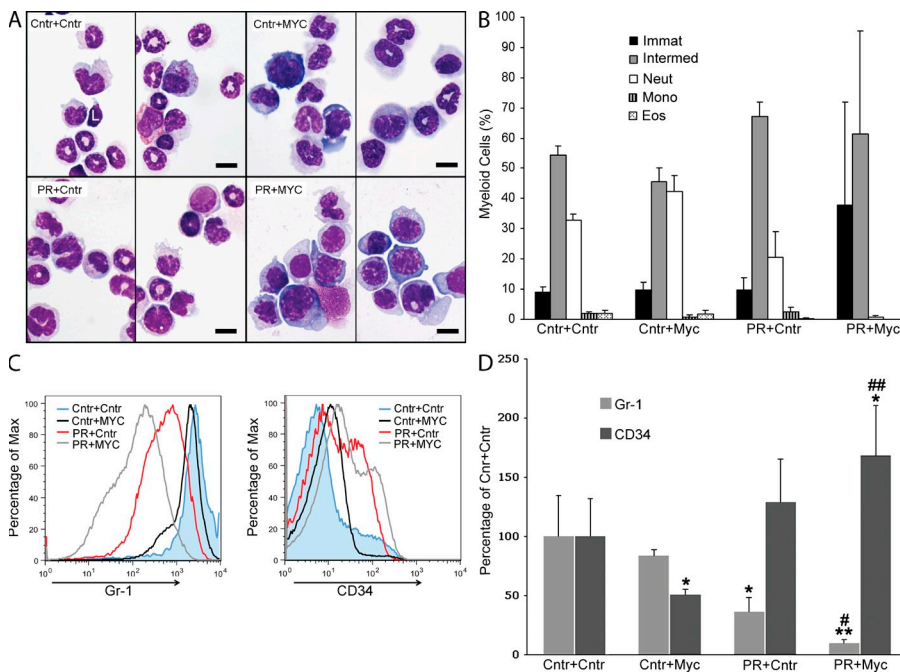 A
Cntr+Cntr
Cntr+MYC
L
PR+Cntr
PR+MYC
B
Myeloid Cells (%)
100
90
80
70
60
50
40
30
20
10
0
Immat
Intermed
Neut
Mono
Eos
Cntr+Cntr
Cntr+Myc
PR+Cntr
PR+Myc
C
Percentage of Max
100
80
60
40
20
0
Cntr+Cntr
Cntr+MYC
PR+Cntr
PR+MYC
10⁰ 10¹ 10² 10³ 10⁴
Gr-1
Percentage of Max
100
80
60
40
20
0
Cntr+Cntr
Cntr+MYC
PR+Cntr
PR+MYC
10⁰ 10¹ 10² 10³ 10⁴
CD34
D
Percentage of Cnr+Cntr
250
200
150
100
50
0
Gr-1
CD34
*
*
#
**
##
*
Cntr+Cntr
Cntr+Myc
PR+Cntr
PR+Myc